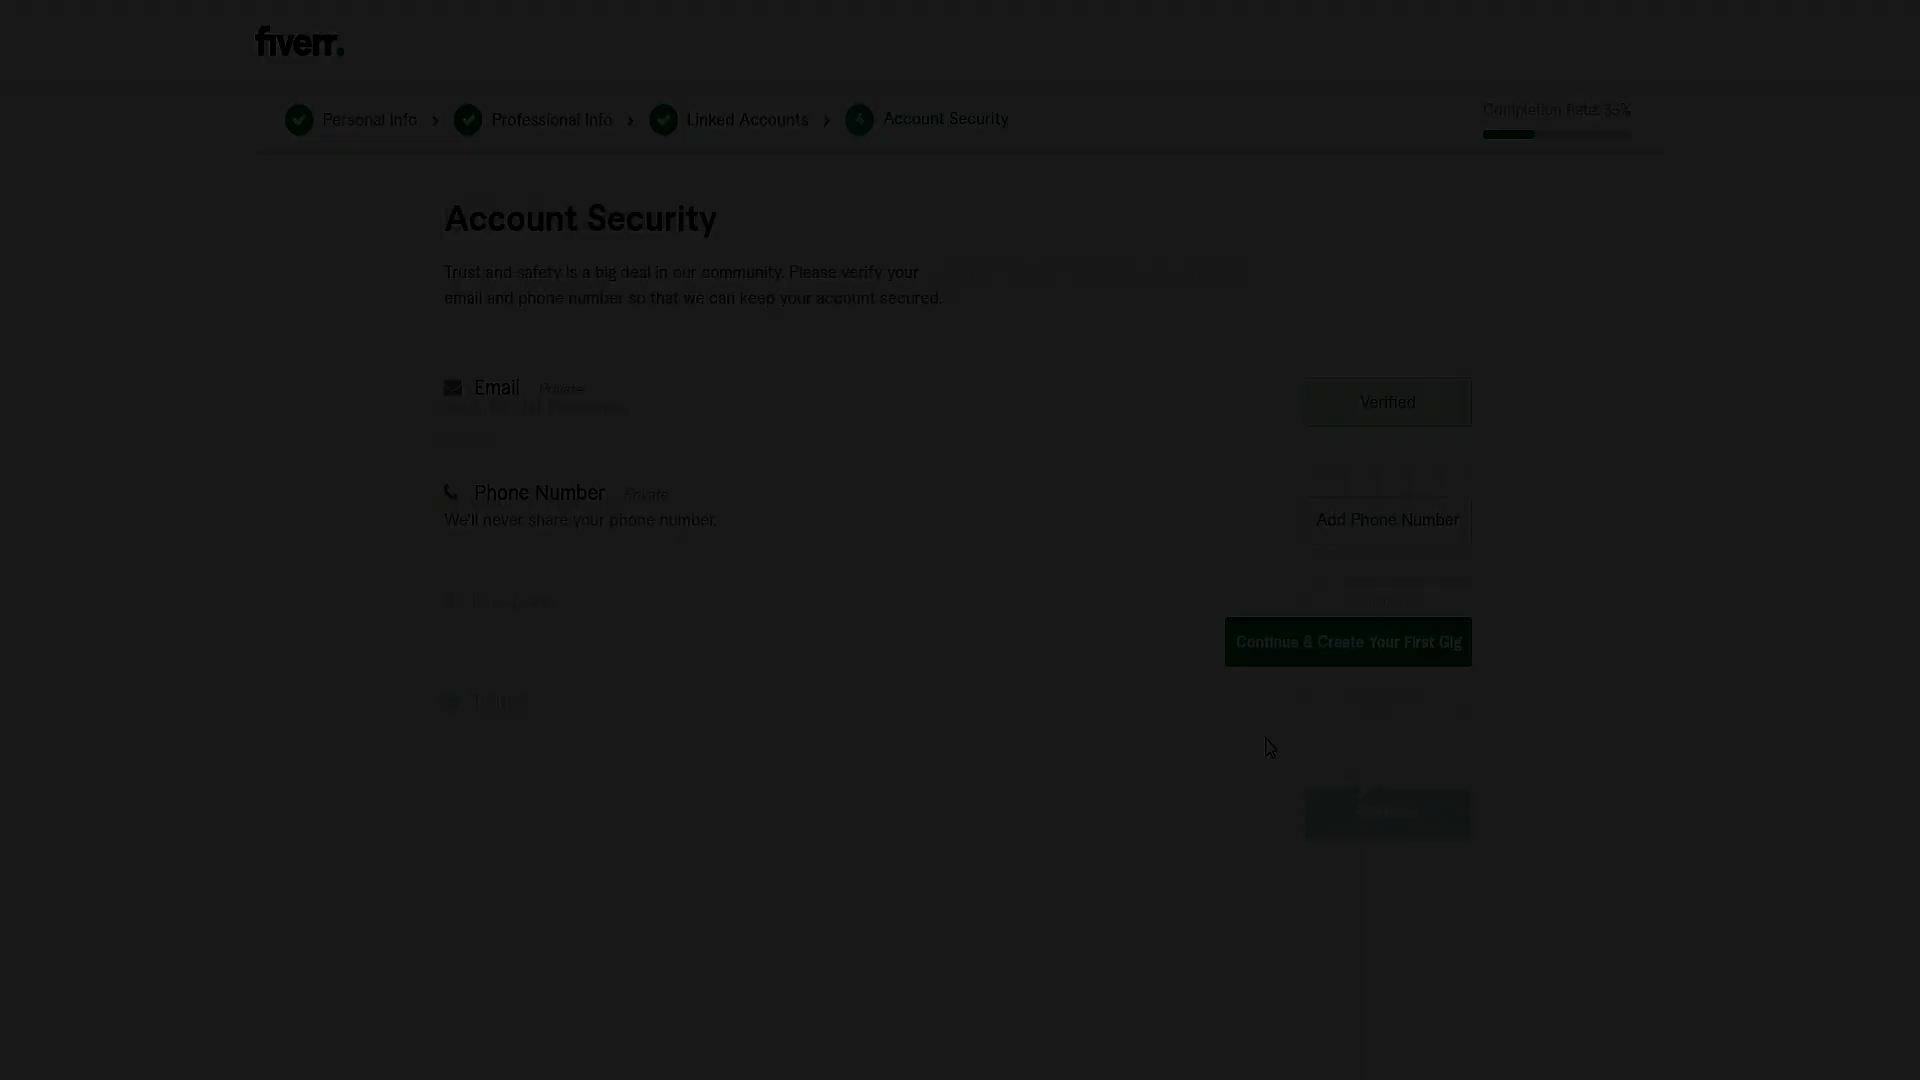 fiverr.
Personal Info > Professional Info > Linked Accounts > 4 Account Security
Completion Rate: 35%
Account Security
Trust and safety is a big deal in our community. Please verify your
email and phone number so that we can keep your account secured.
Email Private
Verified
Phone Number Private
We'll never share your phone number.
Add Phone Number
Continue & Create Your First Gig